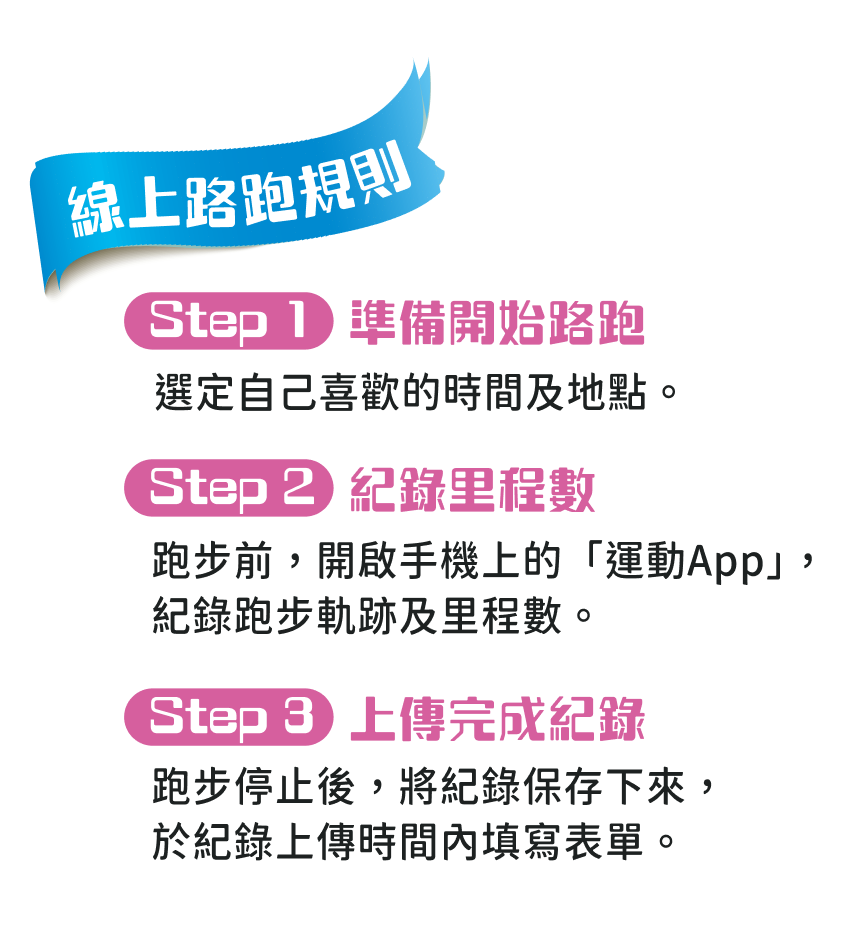 線上路跑規則
Step 1 準備開始路跑
選定自己喜歡的時間及地點。
Step 2 紀錄里程數
跑步前，開啟手機上的「運動App」，
紀錄跑步軌跡及里程數。
Step 3 上傳完成紀錄
跑步停止後，將紀錄保存下來，
於紀錄上傳時間內填寫表單。